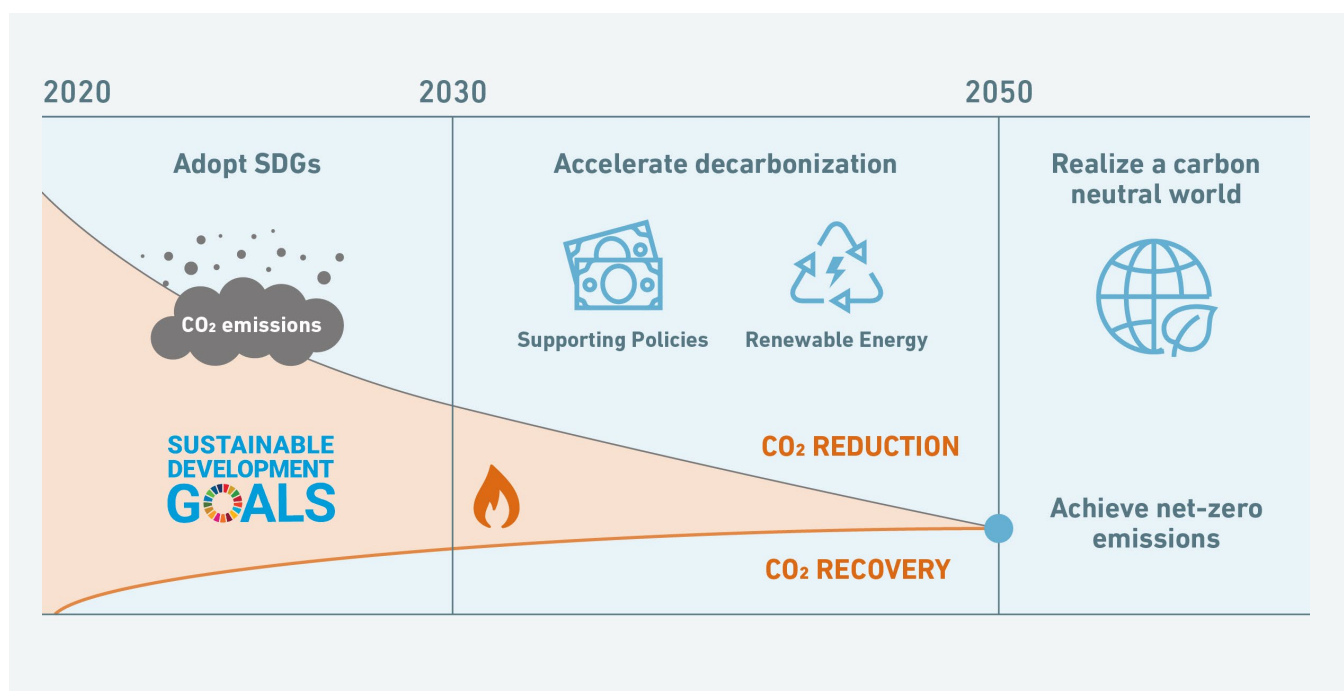 2020
2030
2050
Adopt SDGs
CO₂ emissions
SUSTAINABLE
DEVELOPMENT
GOALS
Accelerate decarbonization
Supporting Policies
Renewable Energy
CO₂ REDUCTION
CO₂ RECOVERY
Realize a carbon
neutral world
Achieve net-zero
emissions